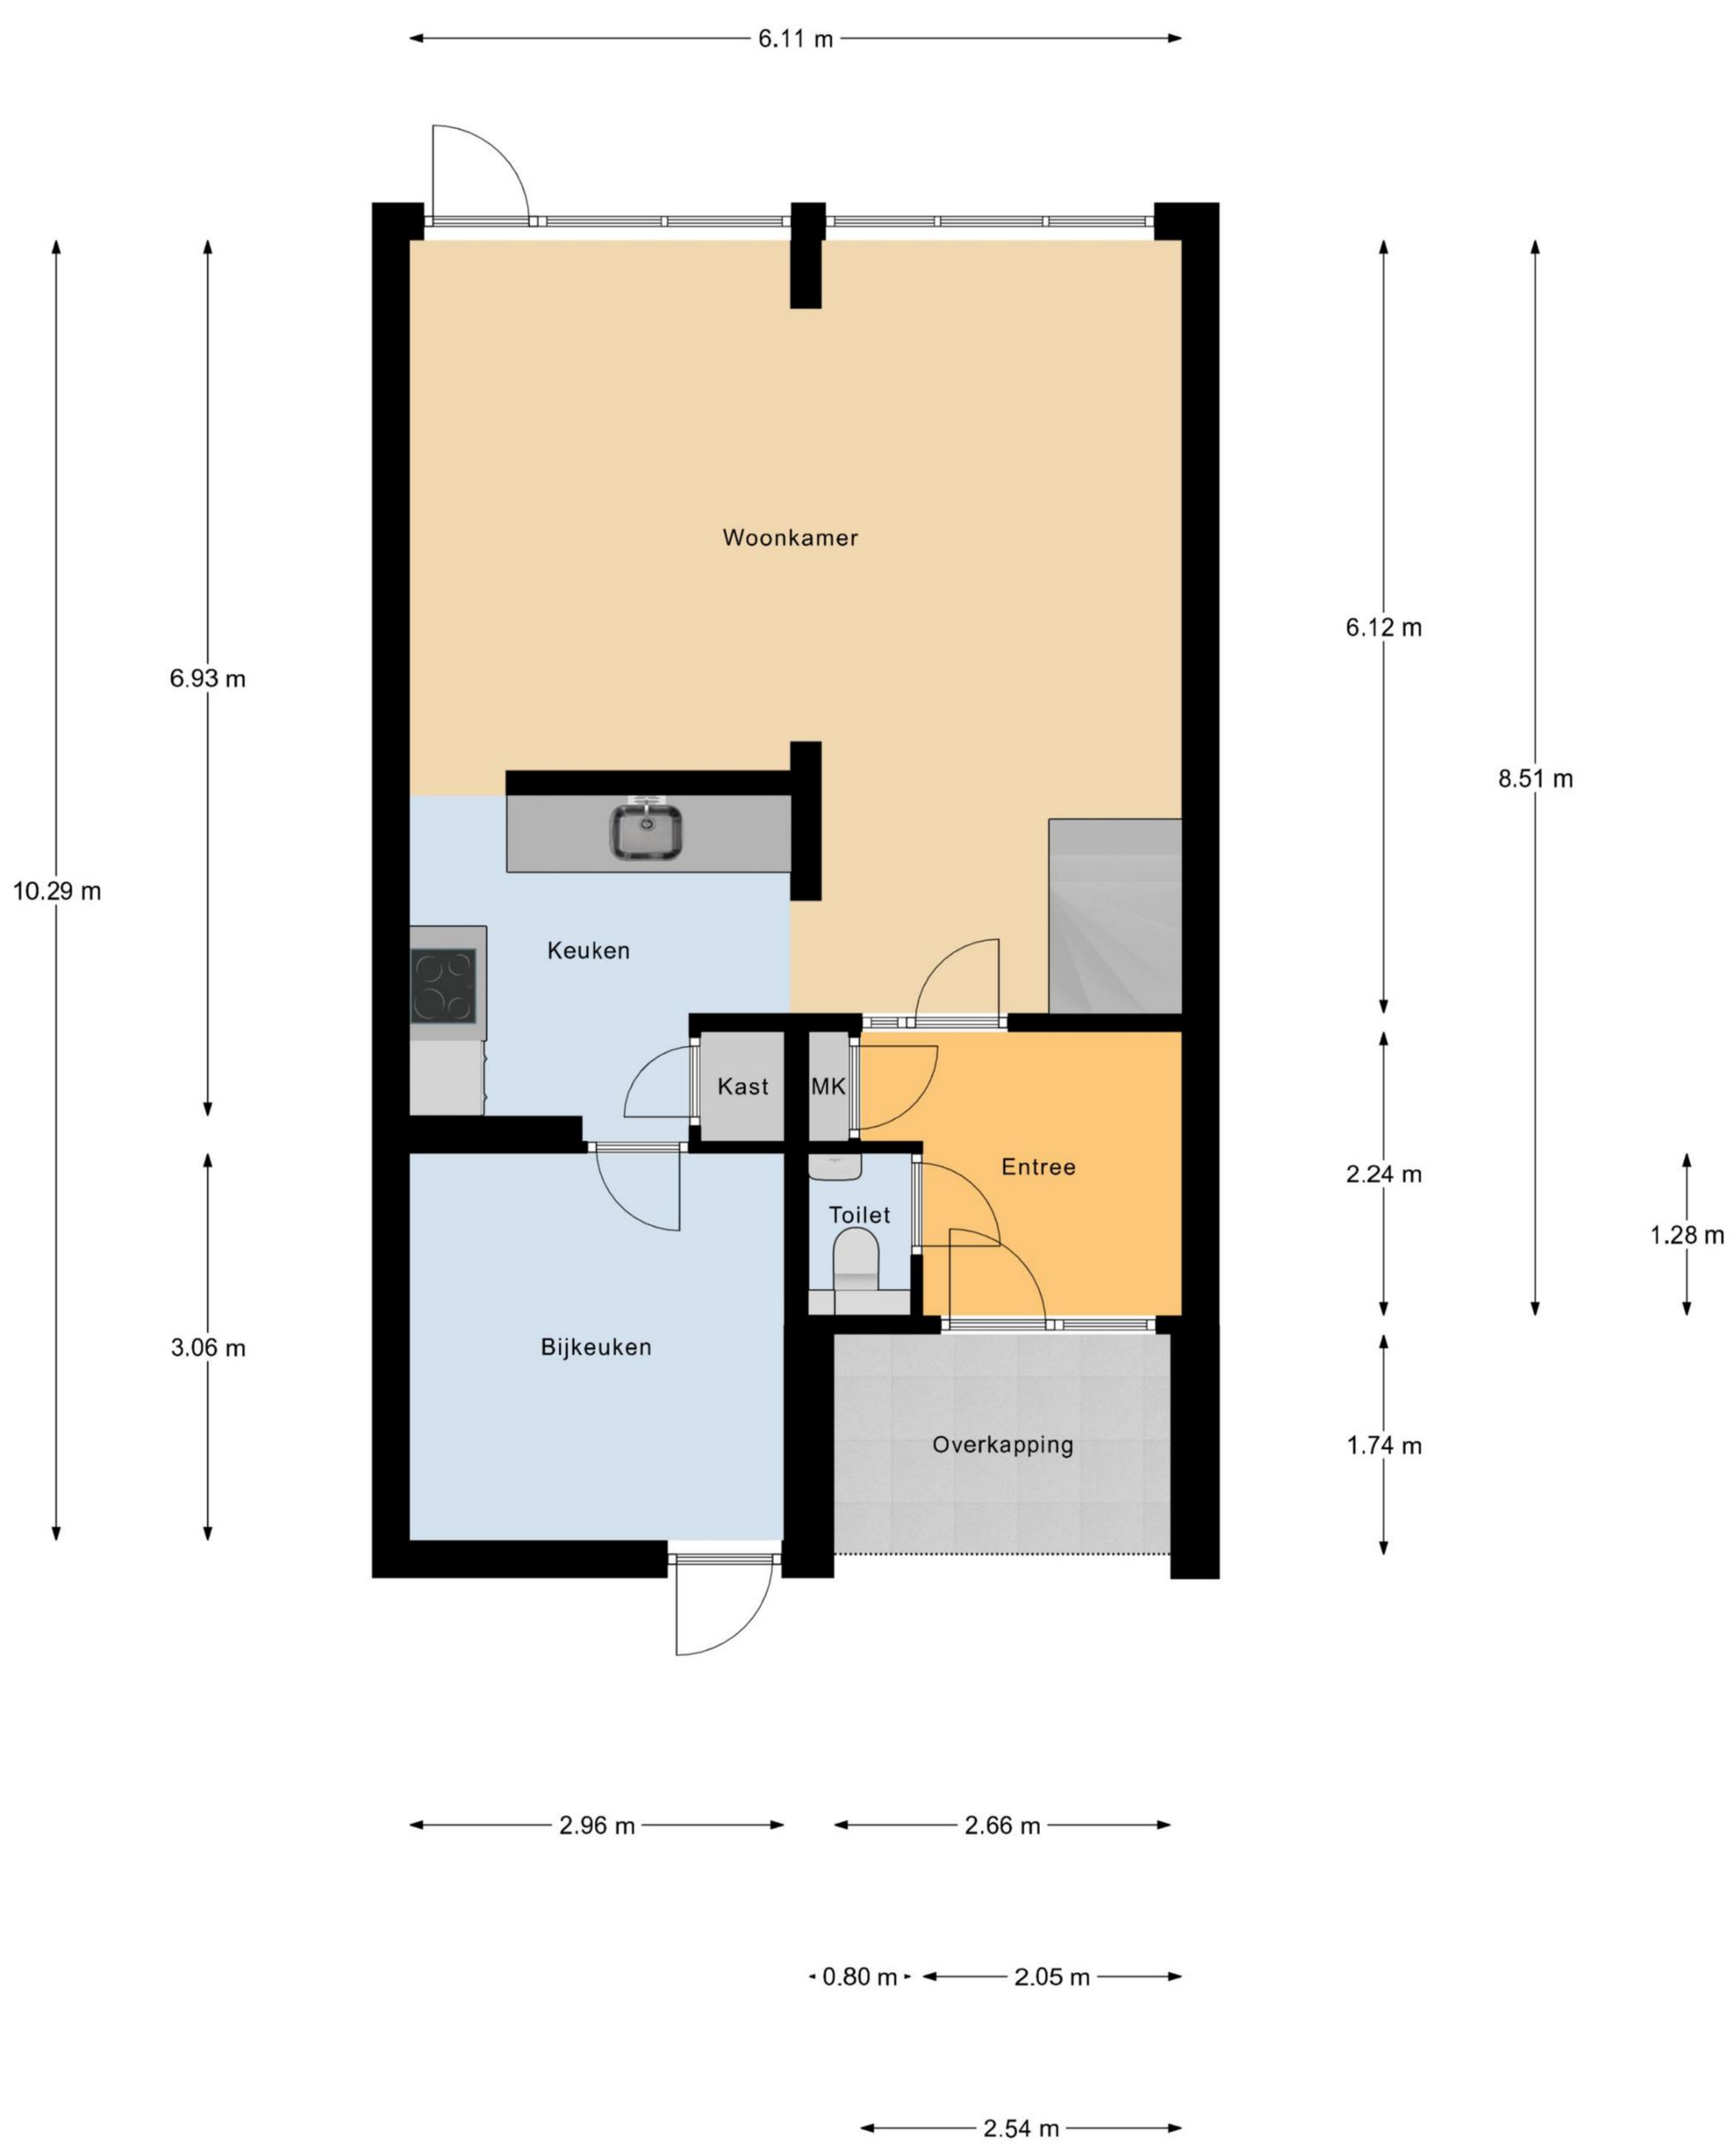 6.11 m
Woonkamer
6.12 m
6.93 m
8.51 m
10.29 m
Keuken
Kast
MK
Entree
2.24 m
Toilet
1.28 m
Bijkeuken
3.06 m
Overkapping
1.74 m
2.96 m
2.66 m
0.80 m
2.05 m
2.54 m